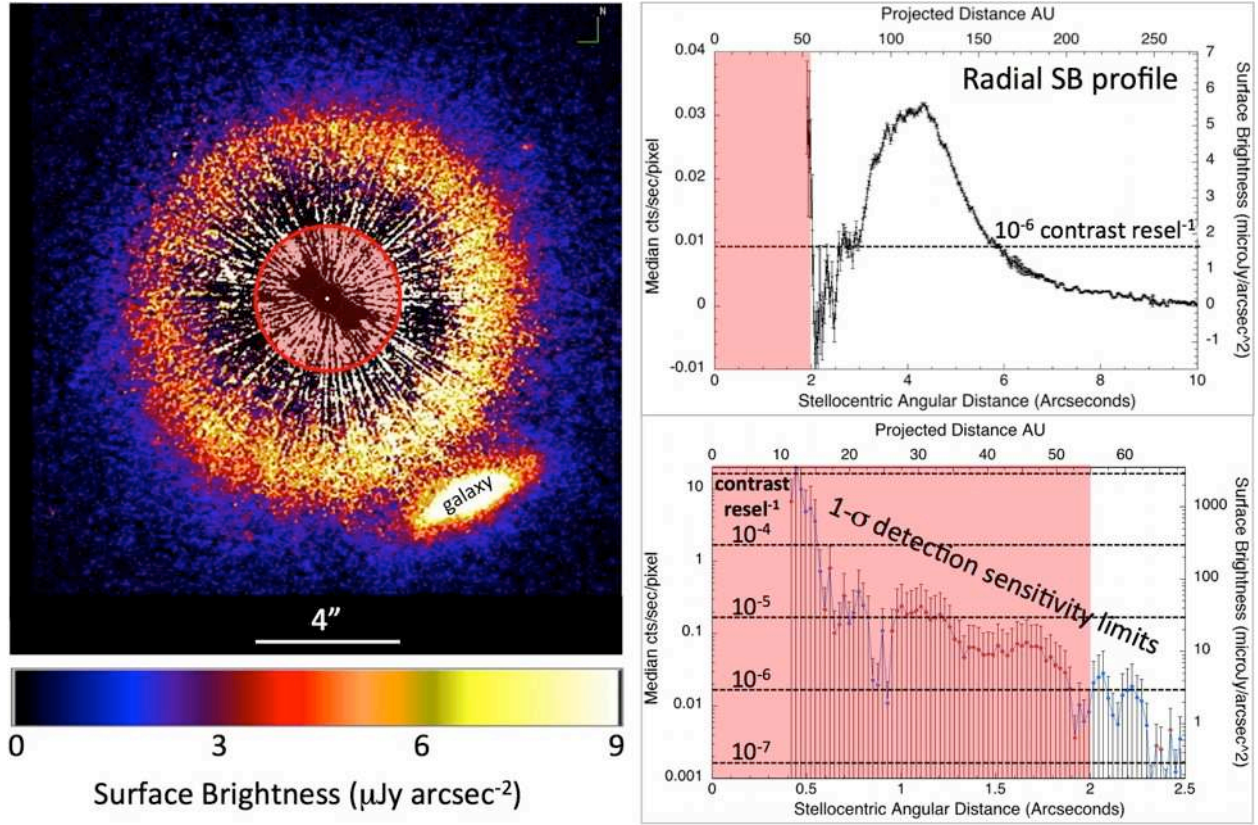 N
galaxy
4”
0 3 6 9
Surface Brightness (µJy arcsec⁻²)
Projected Distance AU
0 50 100 150 200 250
Radial SB profile
10⁻⁶ contrast resel⁻¹
Median cts/sec/pixel
0.04
0.03
0.02
0.01
0
-0.01
7
6
5
4
3
2
1
0
-1
Surface Brightness (microJy/arcsec^2)
0 2 4 6 8 10
Stellocentric Angular Distance (Arcseconds)
Projected Distance AU
0 10 20 30 40 50 60
contrast
resel⁻¹
10⁻⁴
10⁻⁵
10⁻⁶
10⁻⁷
1-σ detection sensitivity limits
Median cts/sec/pixel
10
1
0.1
0.01
0.001
1000
100
10
1
Surface Brightness (microJy/arcsec^2)
0.5 1 1.5 2 2.5
Stellocentric Angular Distance (Arcseconds)